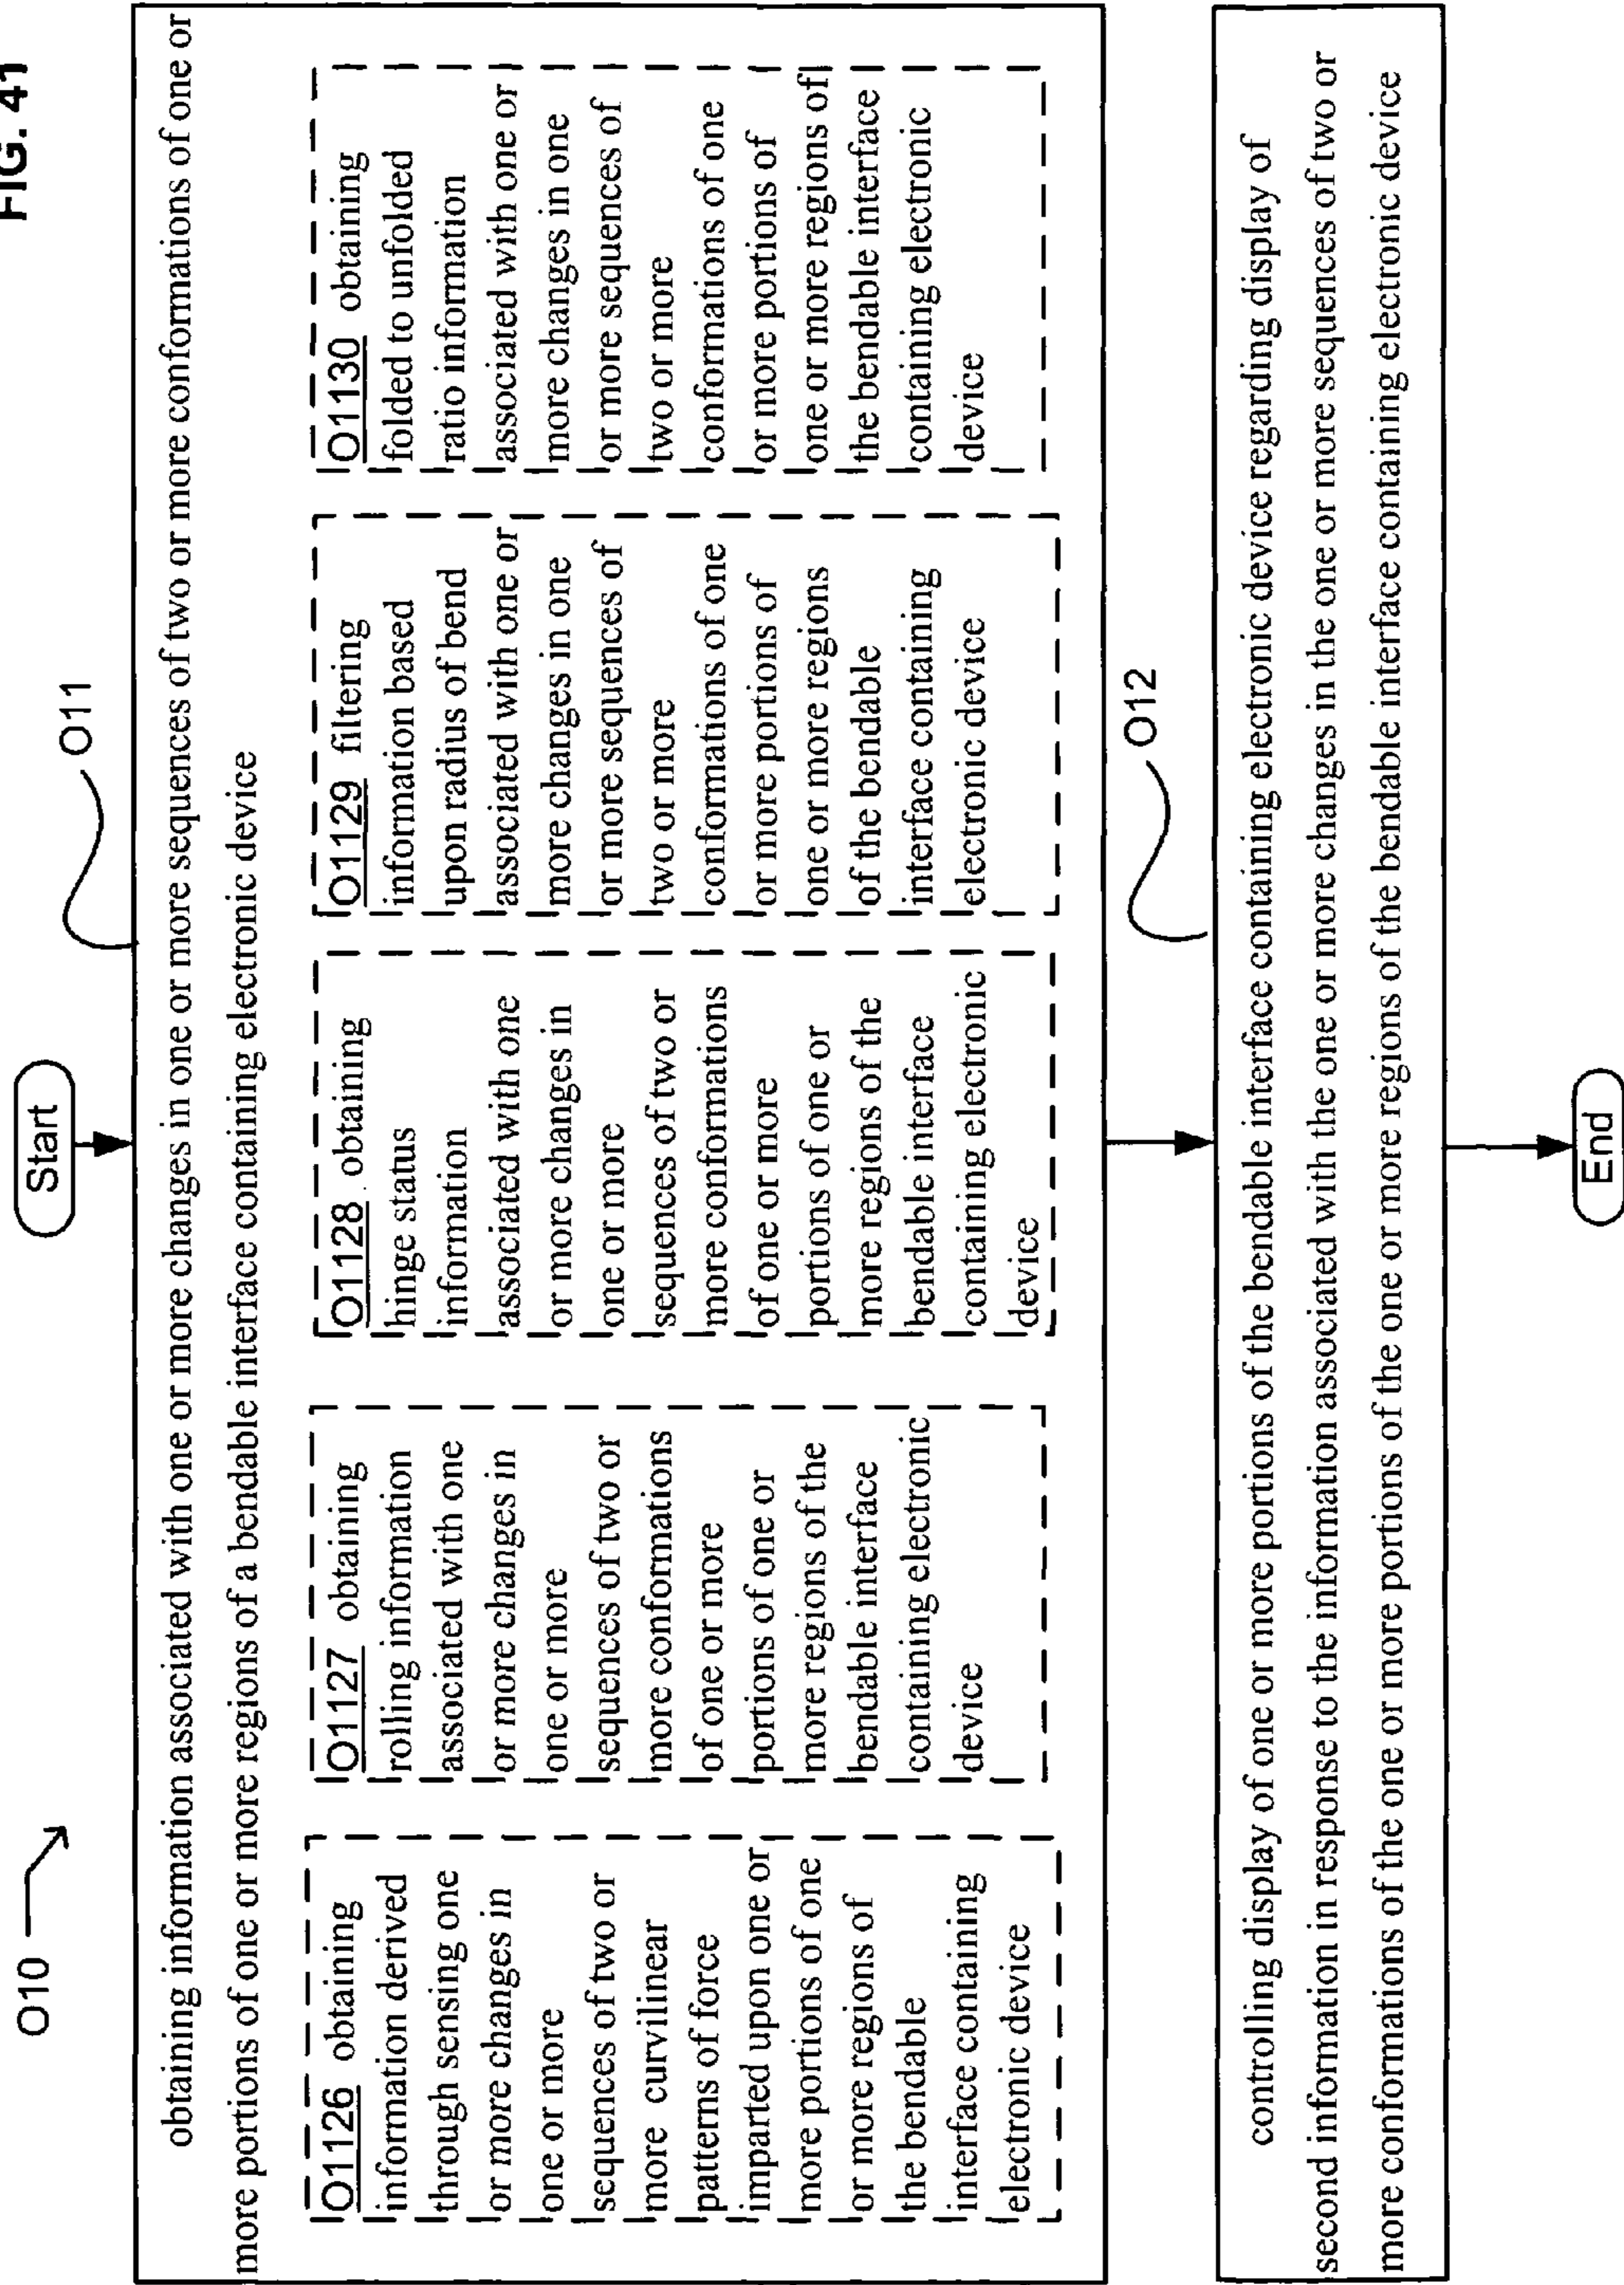 FIG. 41
O10
Start
O11
obtaining information associated with one or more changes in one or more sequences of two or more conformations of one or
more portions of one or more regions of a bendable interface containing electronic device
O1126 obtaining
information derived
through sensing one
or more changes in
one or more
sequences of two or
more curvilinear
patterns of force
imparted upon one or
more portions of one
or more regions of
the bendable
interface containing
electronic device
O1127 obtaining
rolling information
associated with one
or more changes in
one or more
sequences of two or
more conformations
of one or more
portions of one or
more regions of the
bendable interface
containing electronic
device
O1128 obtaining
hinge status
information
associated with one
or more changes in
one or more
sequences of two or
more conformations
of one or more
portions of one or
more regions of the
bendable interface
containing electronic
device
O1129 filtering
information based
upon radius of bend
associated with one or
more changes in one
or more sequences of
two or more
conformations of one
or more portions of
one or more regions
of the bendable
interface containing
electronic device
O1130 obtaining
folded to unfolded
ratio information
associated with one or
more changes in one
or more sequences of
two or more
conformations of one
or more portions of
one or more regions of
the bendable interface
containing electronic
device
O12
controlling display of one or more portions of the bendable interface containing electronic device regarding display of
second information in response to the information associated with the one or more changes in the one or more sequences of two or
more conformations of the one or more portions of the one or more regions of the bendable interface containing electronic device
End